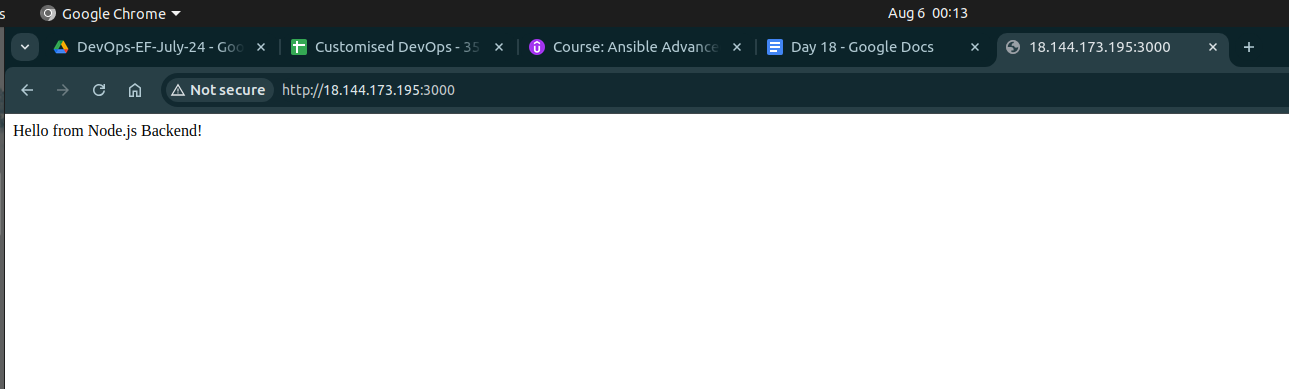 s Google Chrome Aug 6 00:13
DevOps-EF-July-24 - Goo Customised DevOps - 35 Course: Ansible Advance Day 18 - Google Docs 18.144.173.195:3000
Not secure http://18.144.173.195:3000
Hello from Node.js Backend!